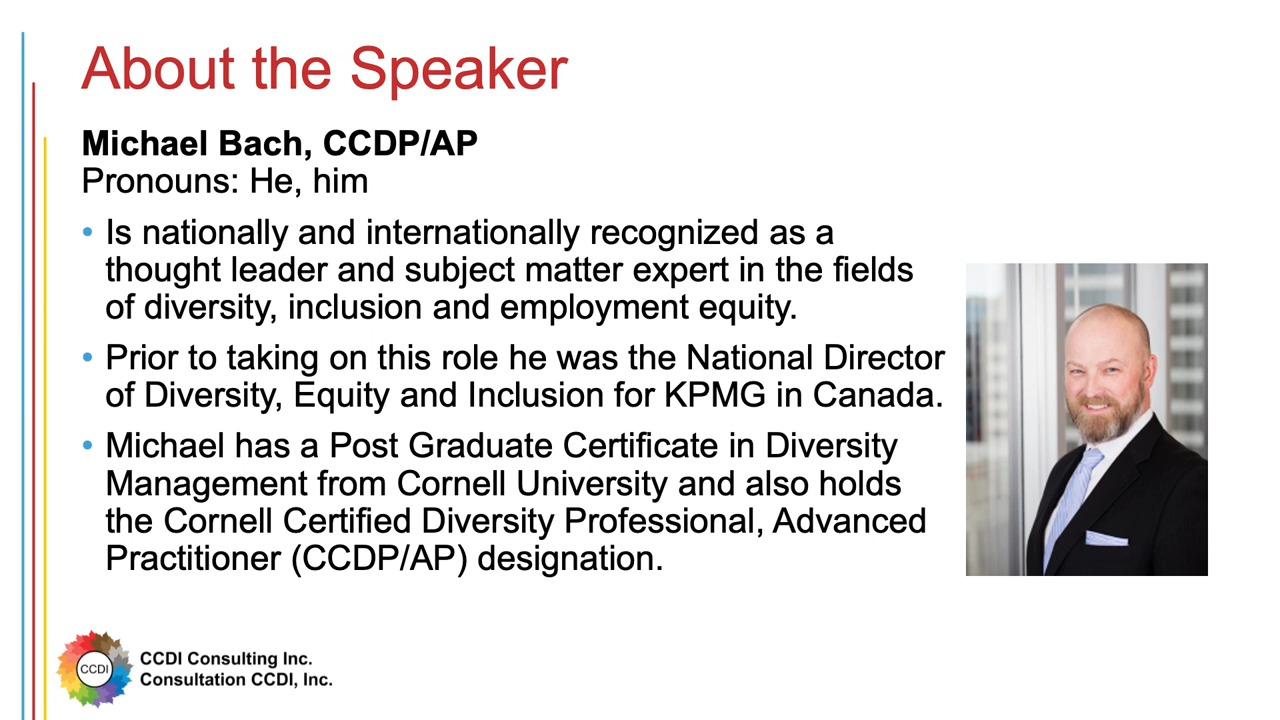 About the Speaker
Michael Bach, CCDP/AP
Pronouns: He, him
• Is nationally and internationally recognized as a
thought leader and subject matter expert in the fields
of diversity, inclusion and employment equity.
• Prior to taking on this role he was the National Director
of Diversity, Equity and Inclusion for KPMG in Canada.
• Michael has a Post Graduate Certificate in Diversity
Management from Cornell University and also holds
the Cornell Certified Diversity Professional, Advanced
Practitioner (CCDP/AP) designation.
CCDI
CCDI Consulting Inc.
Consultation CCDI, Inc.